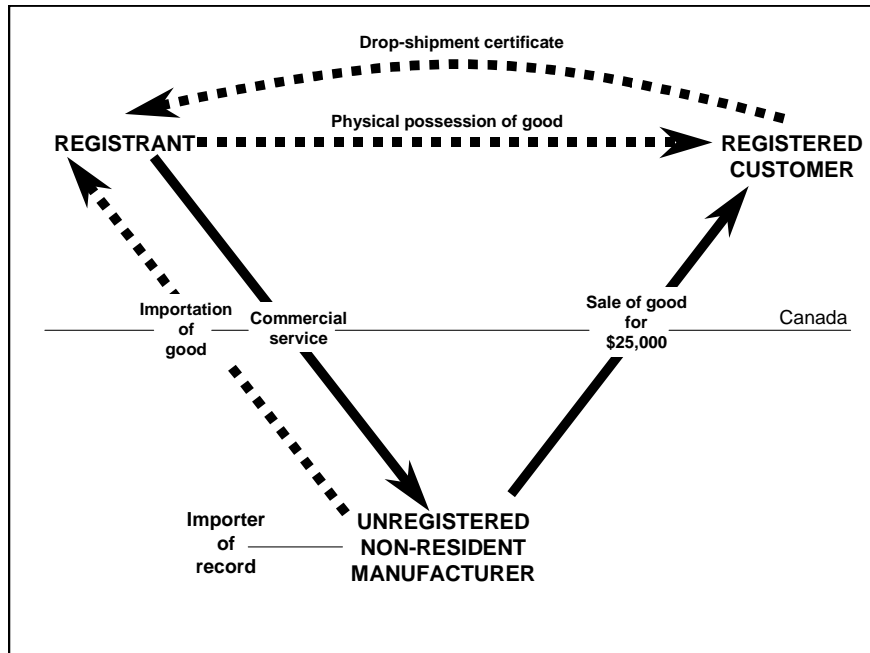 Drop-shipment certificate
Physical possession of good
REGISTRANT
REGISTERED
CUSTOMER
Importation
of
good
Commercial
service
Sale of good
for
$25,000
Canada
Importer
of
record
UNREGISTERED
NON-RESIDENT
MANUFACTURER